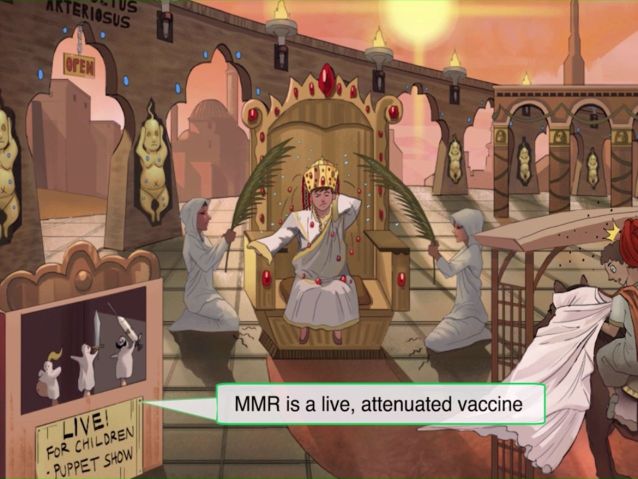 ARTERIOSUS
OPEN
MMR is a live, attenuated vaccine
LIVE!
FOR CHILDREN
· PUPPET SHOW